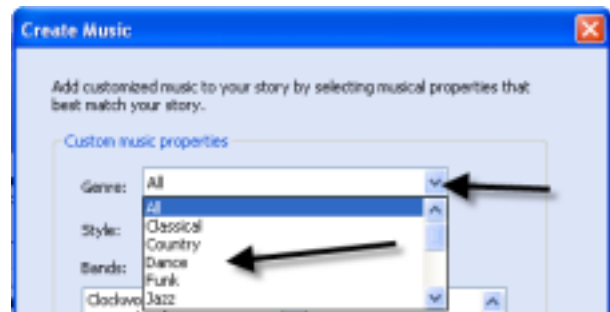 Create Music
Add customized music to your story by selecting musical properties that
best match your story.
Custom music properties
Genre: All
All
Classical
Style:
Country
Bands: Dance
Funk
Jazz